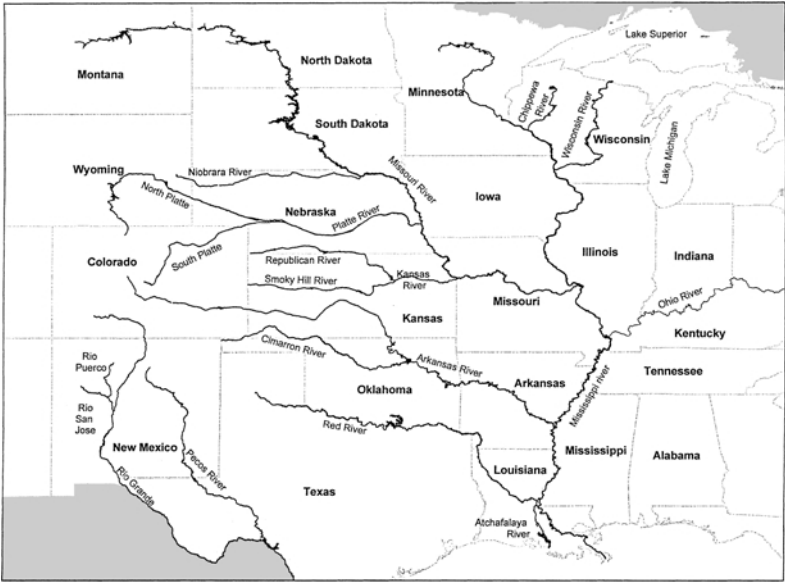 Lake Superior
North Dakota
Montana
Minnesota
Chippewa
River
Wisconsin River
South Dakota
Wisconsin
Lake Michigan
Wyoming
Niobrara River
Missouri River
North Platte
Iowa
Nebraska
Platte River
Illinois
Indiana
Colorado
South Platte
Republican River
Kansas
River
Smoky Hill River
Missouri
Ohio River
Kansas
Kentucky
Cimarron River
Rio
Puerco
Arkansas River
Tennessee
Oklahoma
Arkansas
Mississippi river
Rio
San
Jose
Red River
New Mexico
Pecos River
Mississippi
Alabama
Louisiana
Rio Grande
Texas
Atchafalaya
River